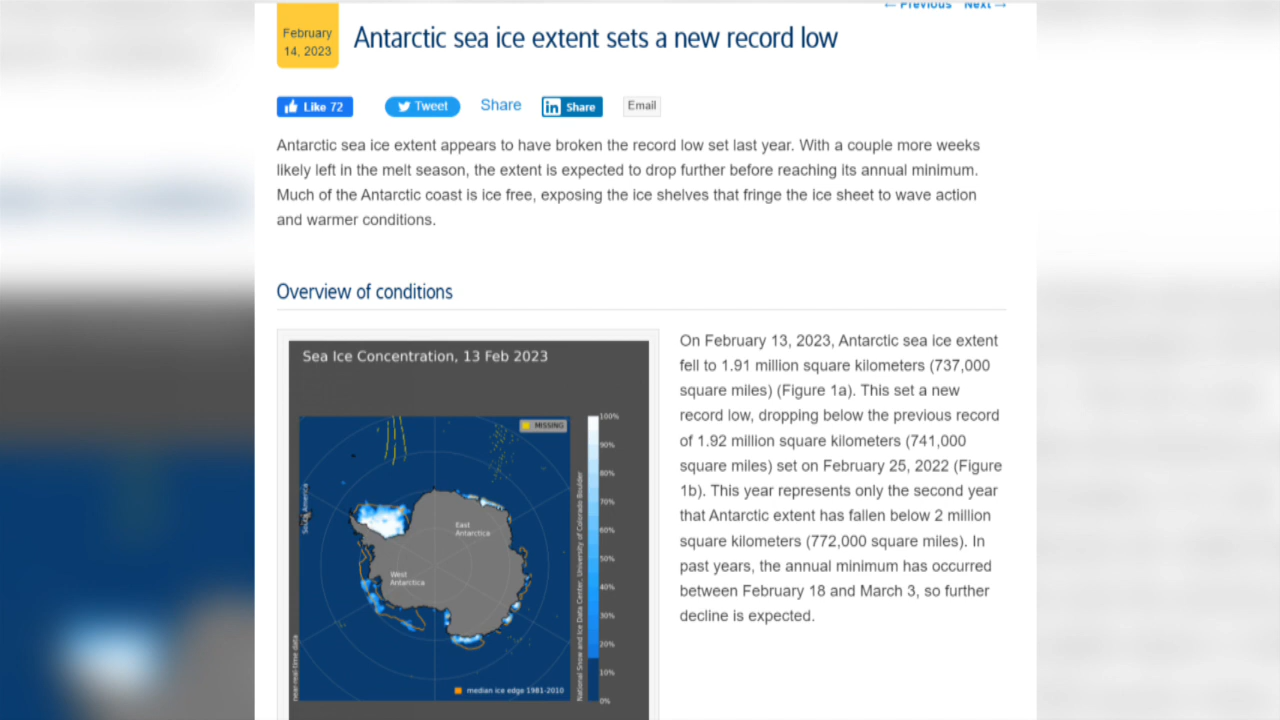 ← Previous Next →
February
14, 2023
Antarctic sea ice extent sets a new record low
Like 72
Tweet
Share
in Share
Email
Antarctic sea ice extent appears to have broken the record low set last year. With a couple more weeks
likely left in the melt season, the extent is expected to drop further before reaching its annual minimum.
Much of the Antarctic coast is ice free, exposing the ice shelves that fringe the ice sheet to wave action
and warmer conditions.
Overview of conditions
Sea Ice Concentration, 13 Feb 2023
MISSING
South America
East
Antarctica
West
Antarctica
near-real-time data
median ice edge 1981-2010
National Snow and Ice Data Center, University of Colorado Boulder
100%
90%
80%
70%
60%
50%
40%
30%
20%
10%
0%
On February 13, 2023, Antarctic sea ice extent
fell to 1.91 million square kilometers (737,000
square miles) (Figure 1a). This set a new
record low, dropping below the previous record
of 1.92 million square kilometers (741,000
square miles) set on February 25, 2022 (Figure
1b). This year represents only the second year
that Antarctic extent has fallen below 2 million
square kilometers (772,000 square miles). In
past years, the annual minimum has occurred
between February 18 and March 3, so further
decline is expected.